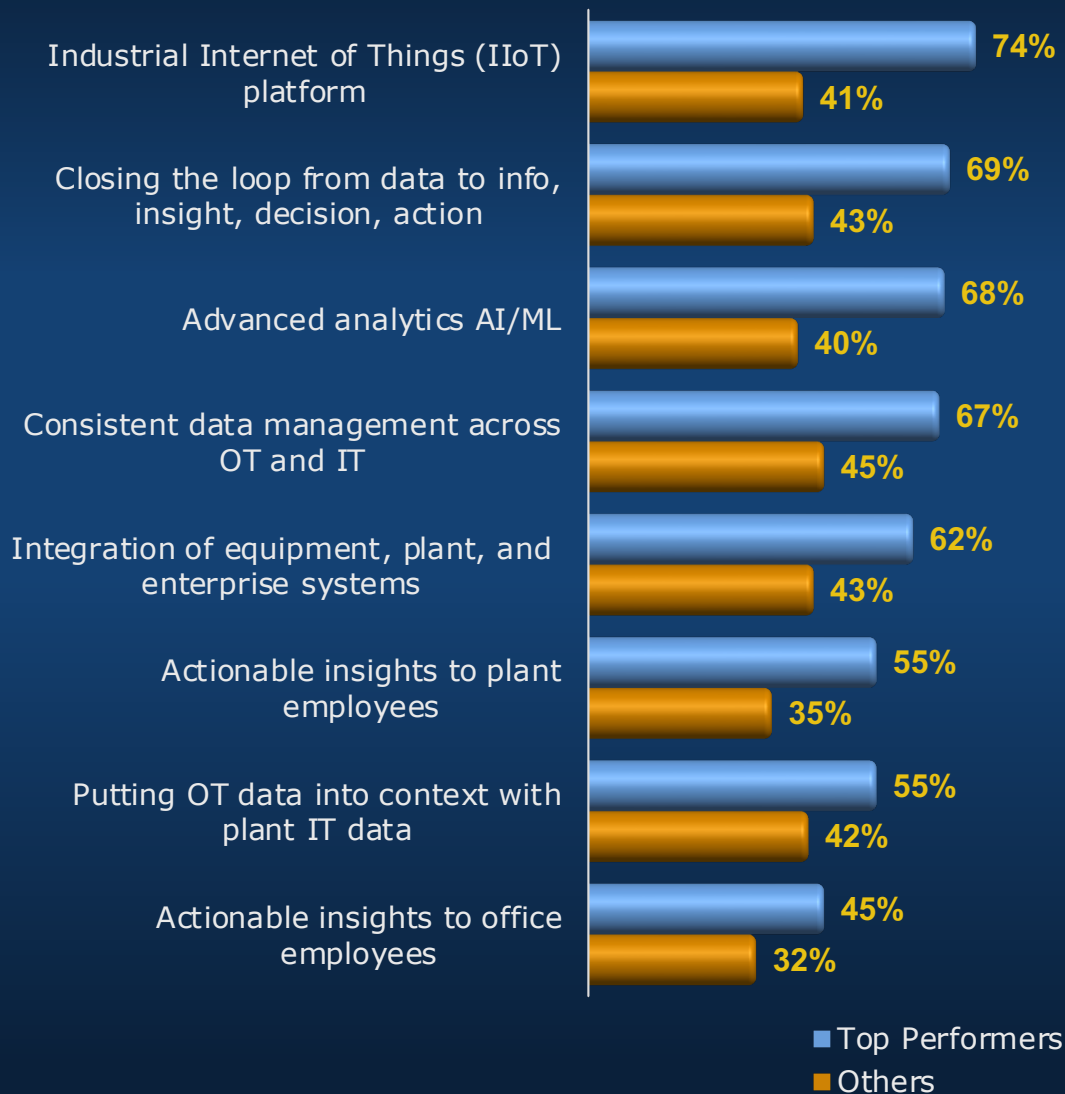 Industrial Internet of Things (IIoT)
platform
74%
41%
Closing the loop from data to info,
insight, decision, action
69%
43%
Advanced analytics AI/ML
68%
40%
Consistent data management across
OT and IT
67%
45%
Integration of equipment, plant, and
enterprise systems
62%
43%
Actionable insights to plant
employees
55%
35%
Putting OT data into context with
plant IT data
55%
42%
Actionable insights to office
employees
45%
32%
Top Performers
Others